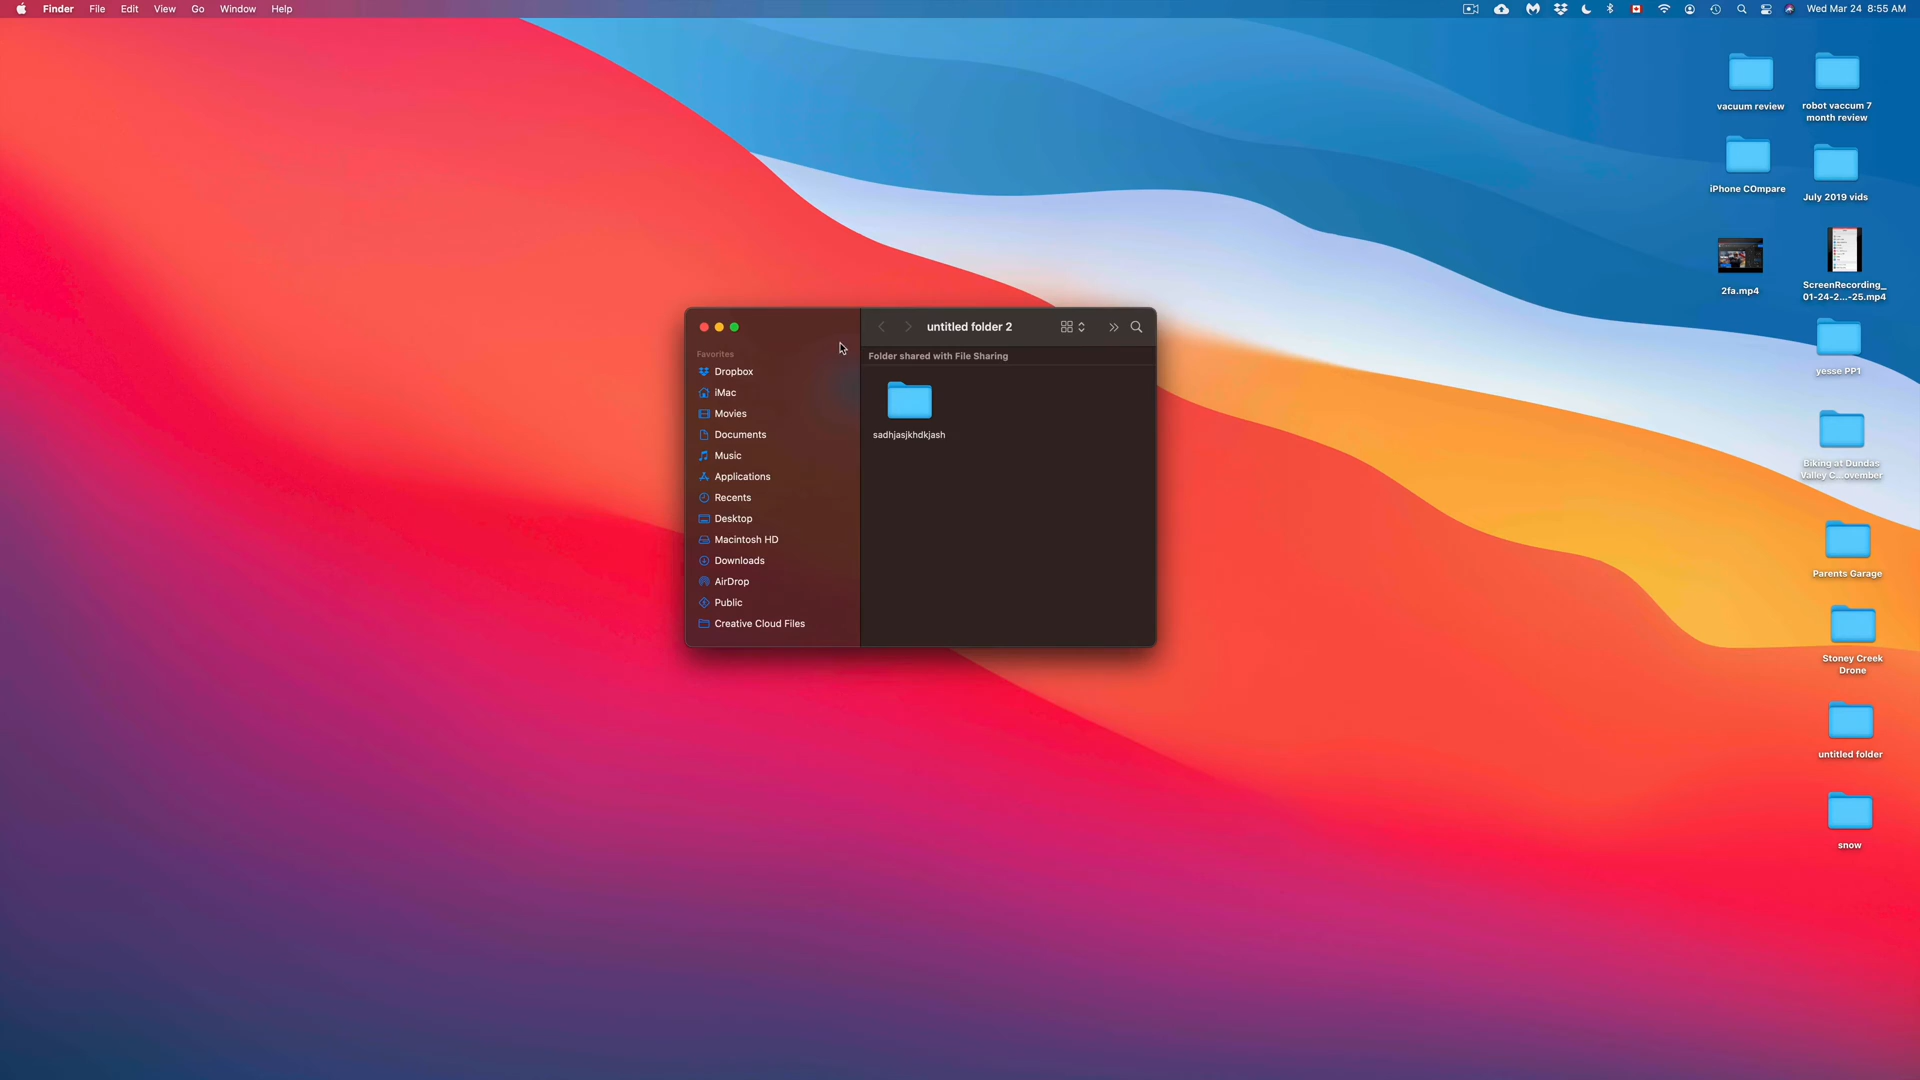 Finder File Edit View Go Window Help
Wed Mar 24 8:55 AM
vacuum review
robot vaccum 7
month review
iPhone COmpare
July 2019 vids
2fa.mp4
ScreenRecording_
01-24-2...-25.mp4
yesse PP1
Biking at Dundas
Valley C...ovember
Parents Garage
Stoney Creek
Drone
untitled folder
snow
untitled folder 2
Favorites
Dropbox
iMac
Movies
Documents
Music
Applications
Recents
Desktop
Macintosh HD
Downloads
AirDrop
Public
Creative Cloud Files
Folder shared with File Sharing
sadhjasjkhdkjash